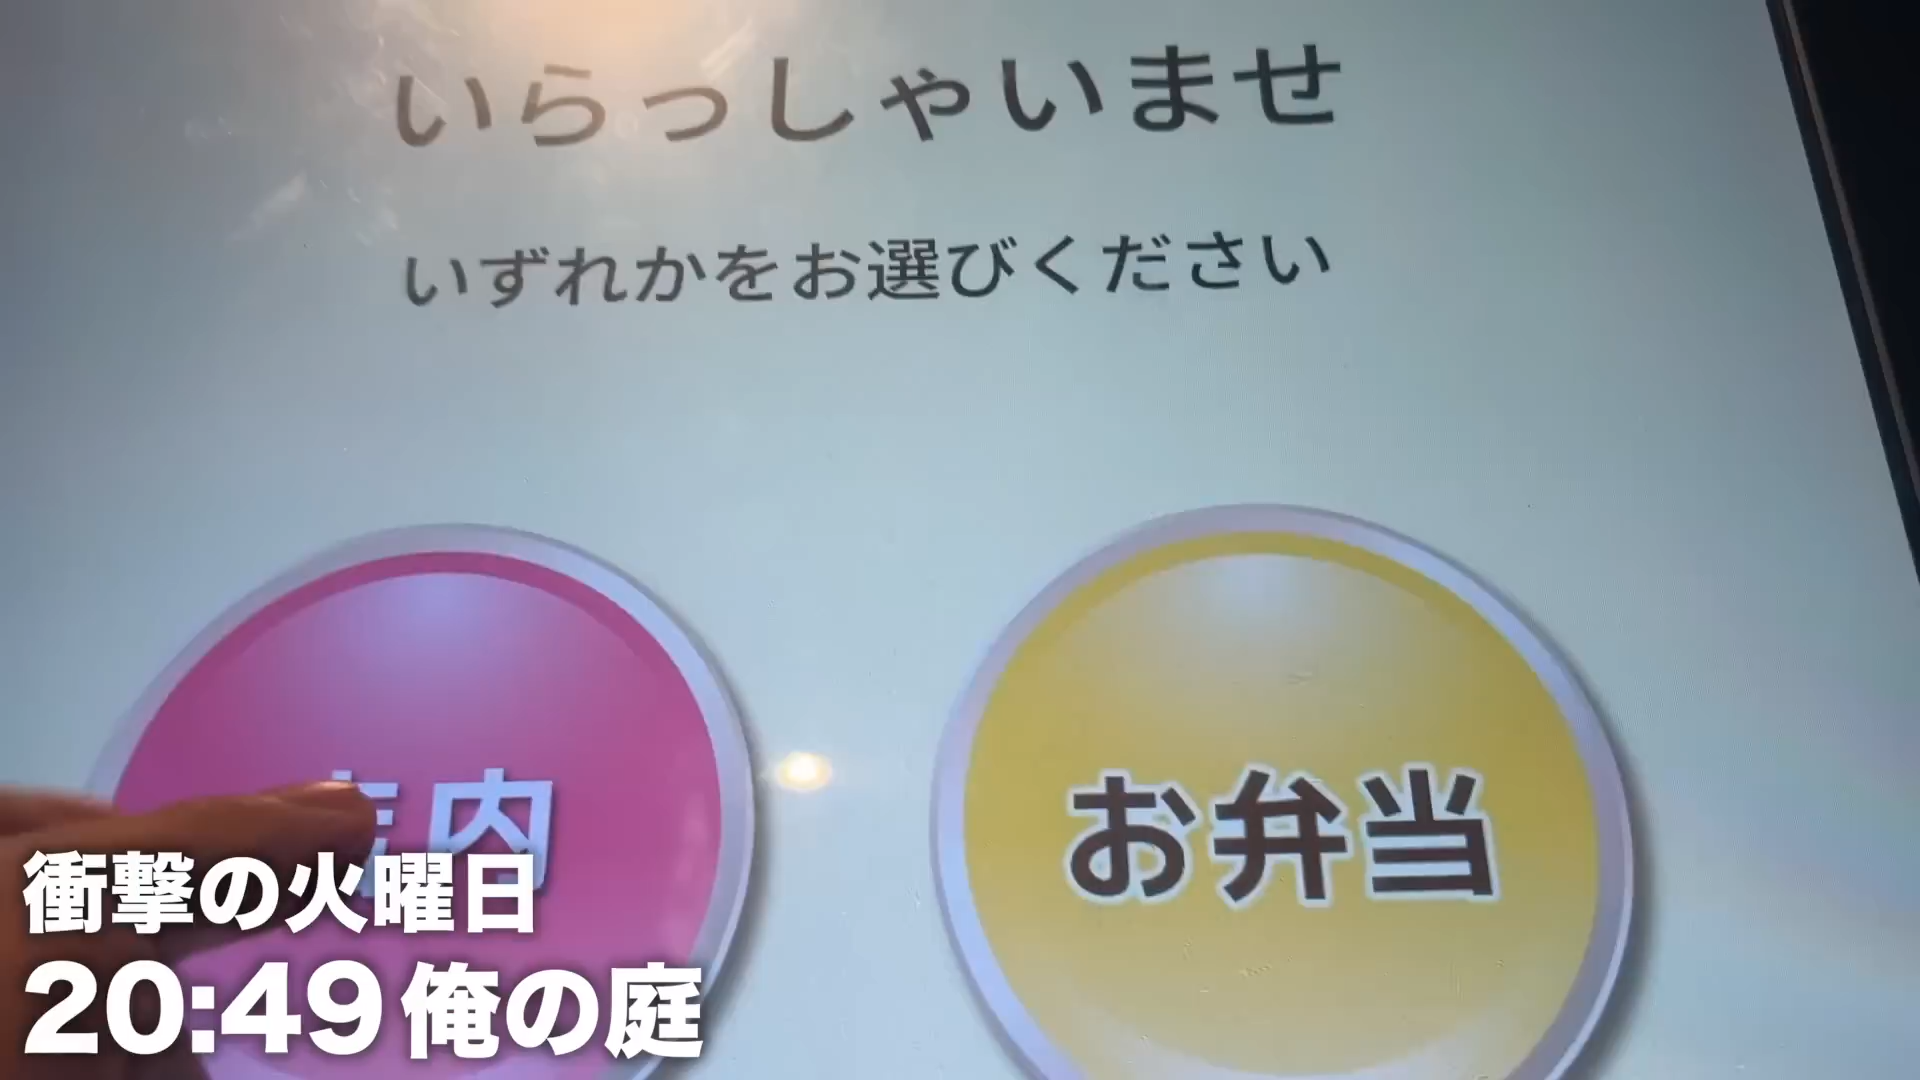 いらっしゃいませ
いずれかをお選びください
内
お弁当
衝撃の火曜日
20:49 俺の庭